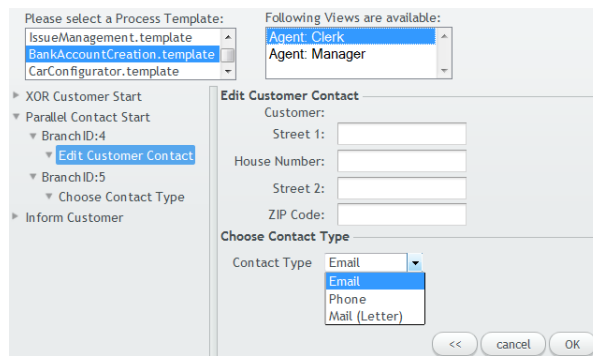 Please select a Process Template:
Following Views are available:
IssueManagement.template
BankAccountCreation.template
CarConfigurator.template
Agent: Clerk
Agent: Manager
XOR Customer Start
Parallel Contact Start
BranchID:4
Edit Customer Contact
BranchID:5
Choose Contact Type
Inform Customer
Edit Customer Contact
Customer:
Street 1:
House Number:
Street 2:
ZIP Code:
Choose Contact Type
Contact Type Email
Email
Phone
Mail (Letter)
<< cancel OK